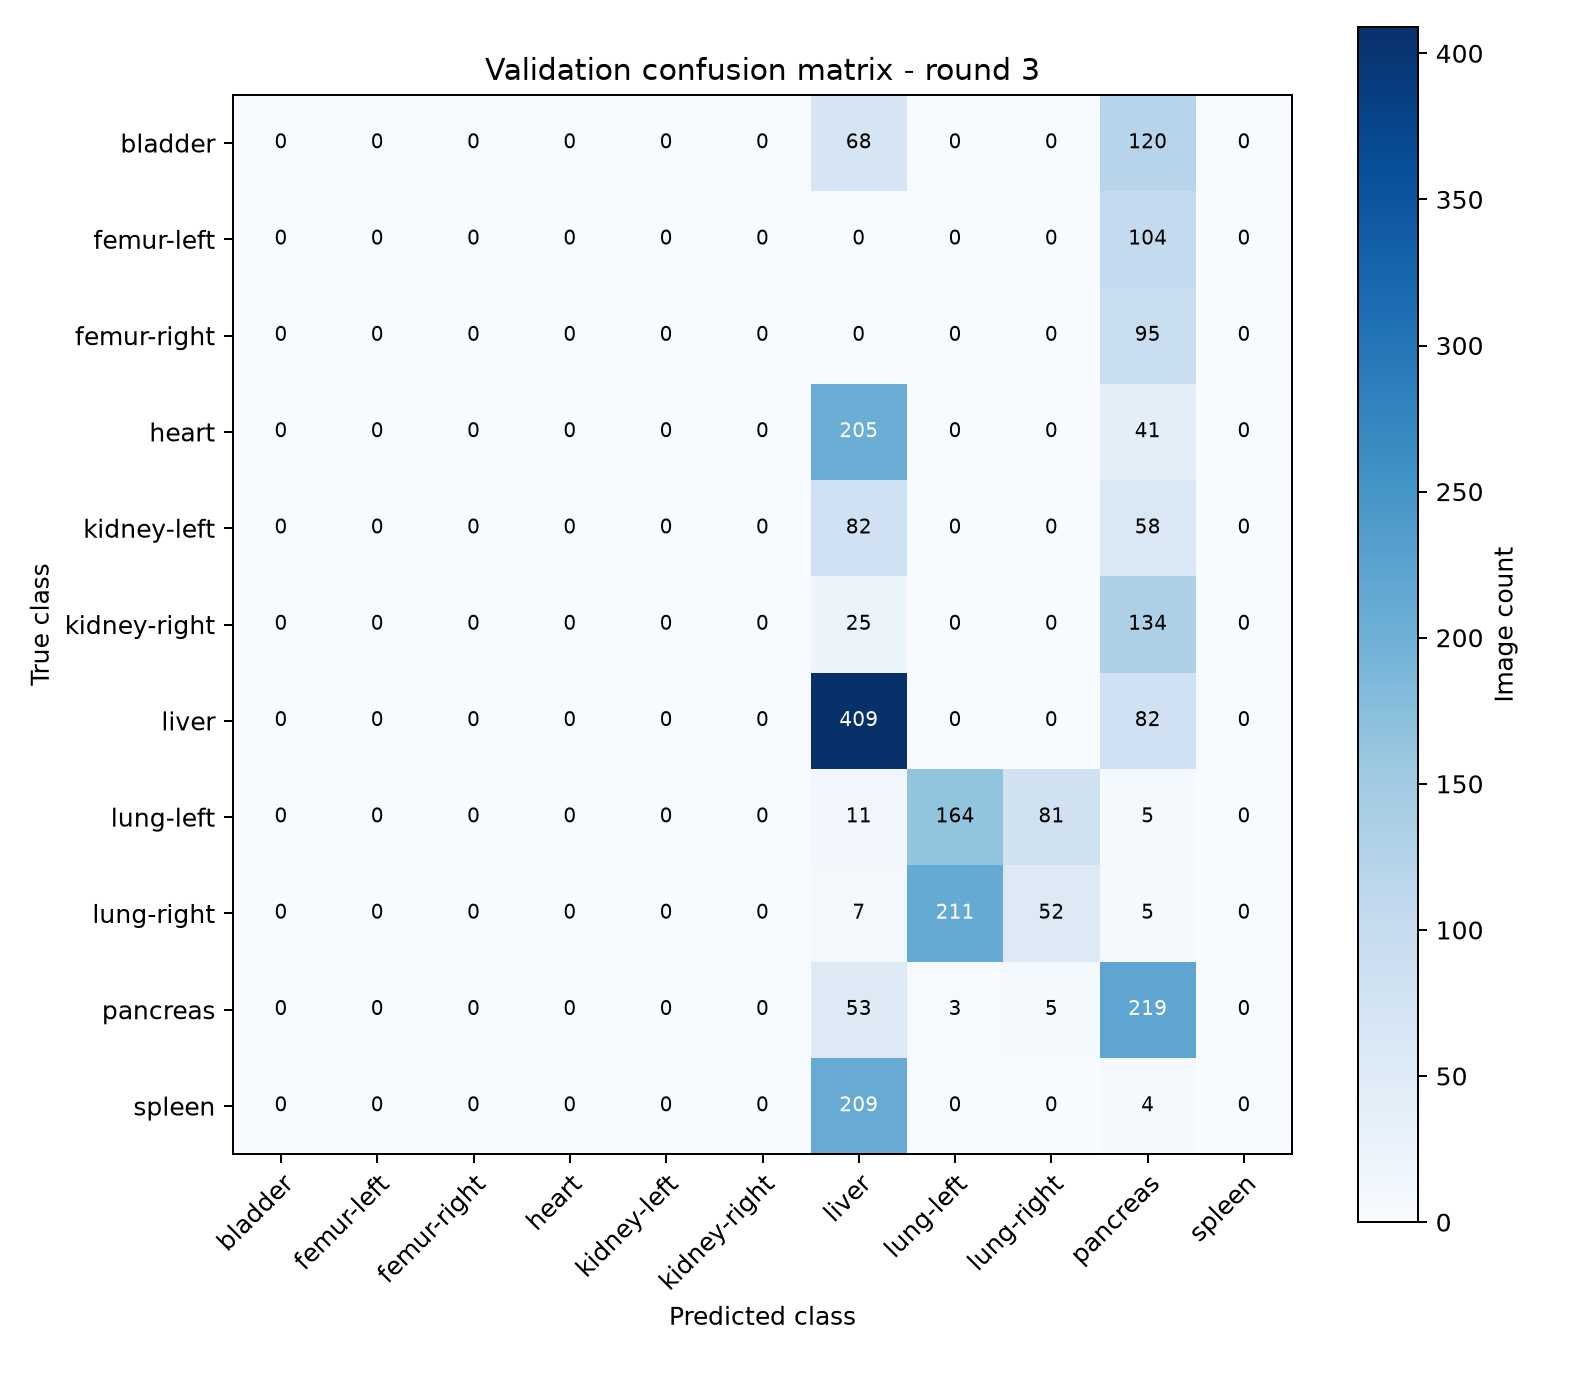 Validation confusion matrix - round 3
bladder 0 0 0 0 0 0 68 0 0 120 0
femur-left 0 0 0 0 0 0 0 0 0 104 0
femur-right 0 0 0 0 0 0 0 0 0 95 0
heart 0 0 0 0 0 0 205 0 0 41 0
kidney-left 0 0 0 0 0 0 82 0 0 58 0
kidney-right 0 0 0 0 0 0 25 0 0 134 0
liver 0 0 0 0 0 0 409 0 0 82 0
lung-left 0 0 0 0 0 0 11 164 81 5 0
lung-right 0 0 0 0 0 0 7 211 52 5 0
pancreas 0 0 0 0 0 0 53 3 5 219 0
spleen 0 0 0 0 0 0 209 0 0 4 0
True class
bladder femur-left femur-right heart kidney-left kidney-right liver lung-left lung-right pancreas spleen
Predicted class
400
350
300
250
200
150
100
50
0
Image count